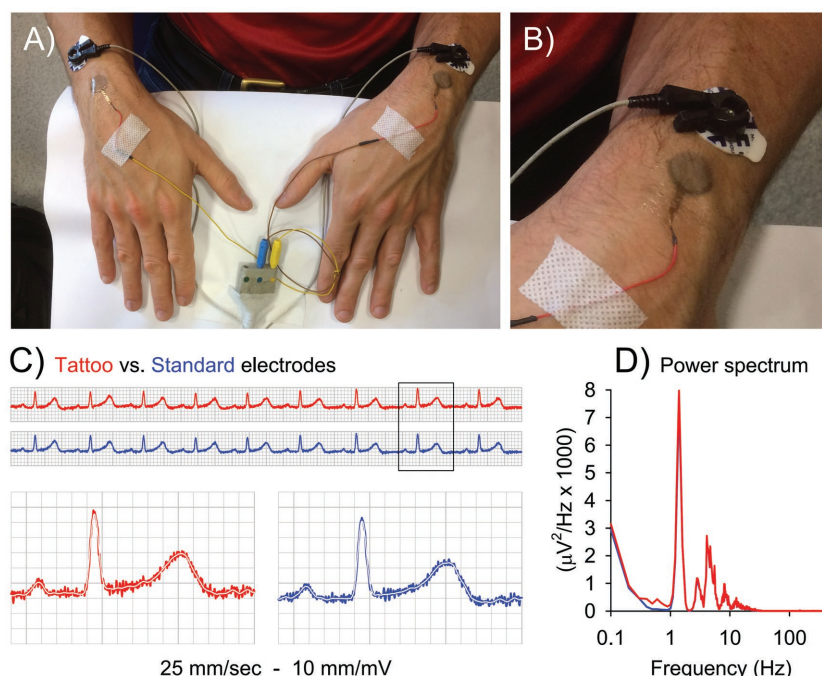 A)
B)
C) Tattoo vs. Standard electrodes
25 mm/sec - 10 mm/mV
D) Power spectrum
(µV²/Hz x 1000)
8
7
6
5
4
3
2
1
0
0.1 1 10 100
Frequency (Hz)